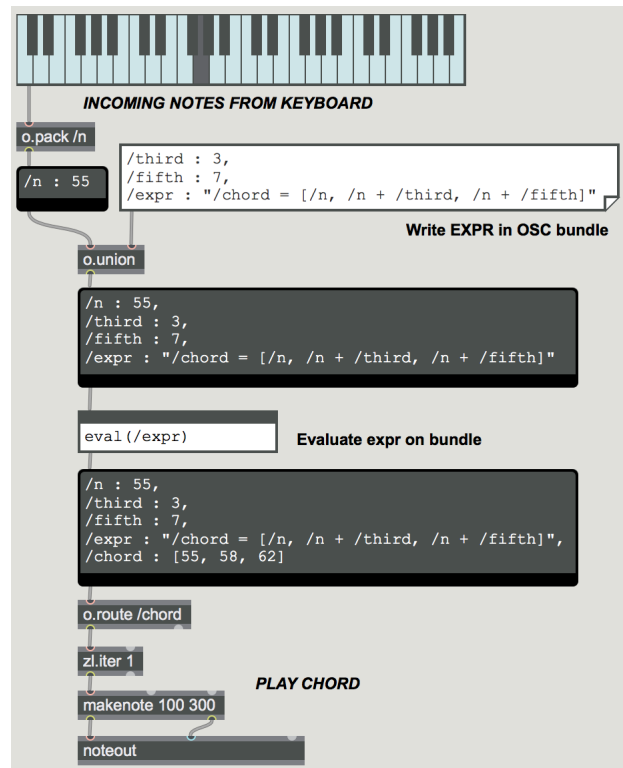 INCOMING NOTES FROM KEYBOARD
o.pack /n
/n : 55
/third : 3,
/fifth : 7,
/expr : "/chord = [/n, /n + /third, /n + /fifth]"
Write EXPR in OSC bundle
o.union
/n : 55,
/third : 3,
/fifth : 7,
/expr : "/chord = [/n, /n + /third, /n + /fifth]"
eval(/expr)
Evaluate expr on bundle
/n : 55,
/third : 3,
/fifth : 7,
/expr : "/chord = [/n, /n + /third, /n + /fifth]",
/chord : [55, 58, 62]
o.route /chord
zl.iter 1
PLAY CHORD
makenote 100 300
noteout